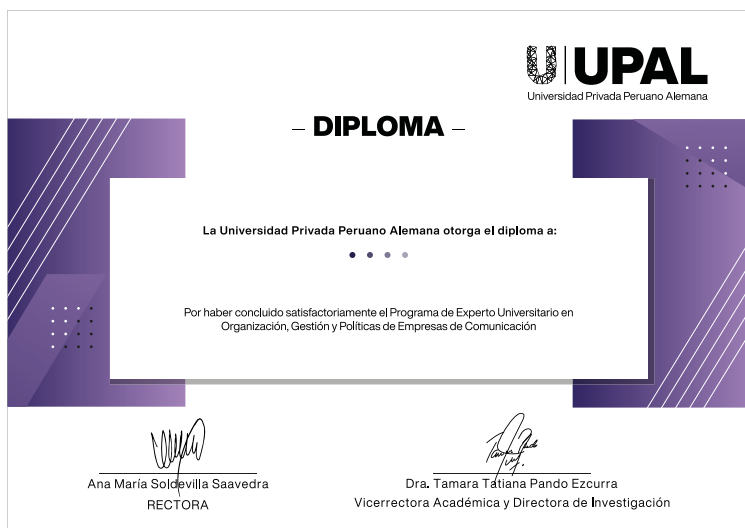 UPAL
Universidad Privada Peruano Alemana
– DIPLOMA –
La Universidad Privada Peruano Alemana otorga el diploma a:
Por haber concluido satisfactoriamente el Programa de Experto Universitario en
Organización, Gestión y Políticas de Empresas de Comunicación
Ana María Soldevilla Saavedra
RECTORA
Dra. Tamara Tatiana Pando Ezcurra
Vicerrectora Académica y Directora de Investigación